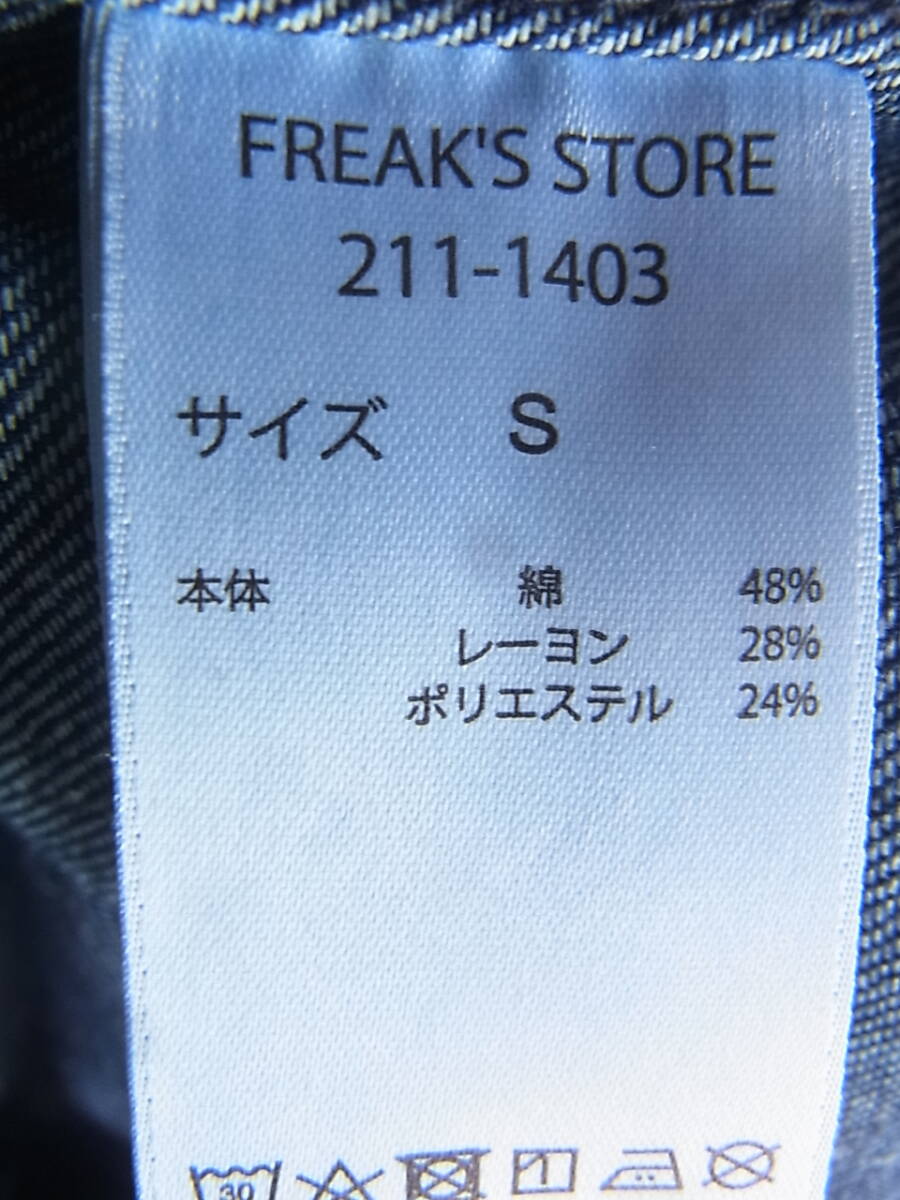 FREAK'S STORE
211-1403
サイズ S
本体 綿 48%
レーヨン 28%
ポリエステル 24%
30